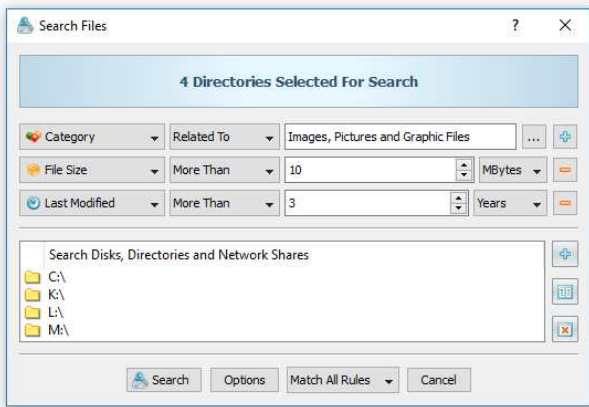 Search Files ?
4 Directories Selected For Search
Category Related To Images, Pictures and Graphic Files ...
File Size More Than 10 MBytes
Last Modified More Than 3 Years
Search Disks, Directories and Network Shares
C:\
K:\
L:\
M:\
Search Options Match All Rules Cancel